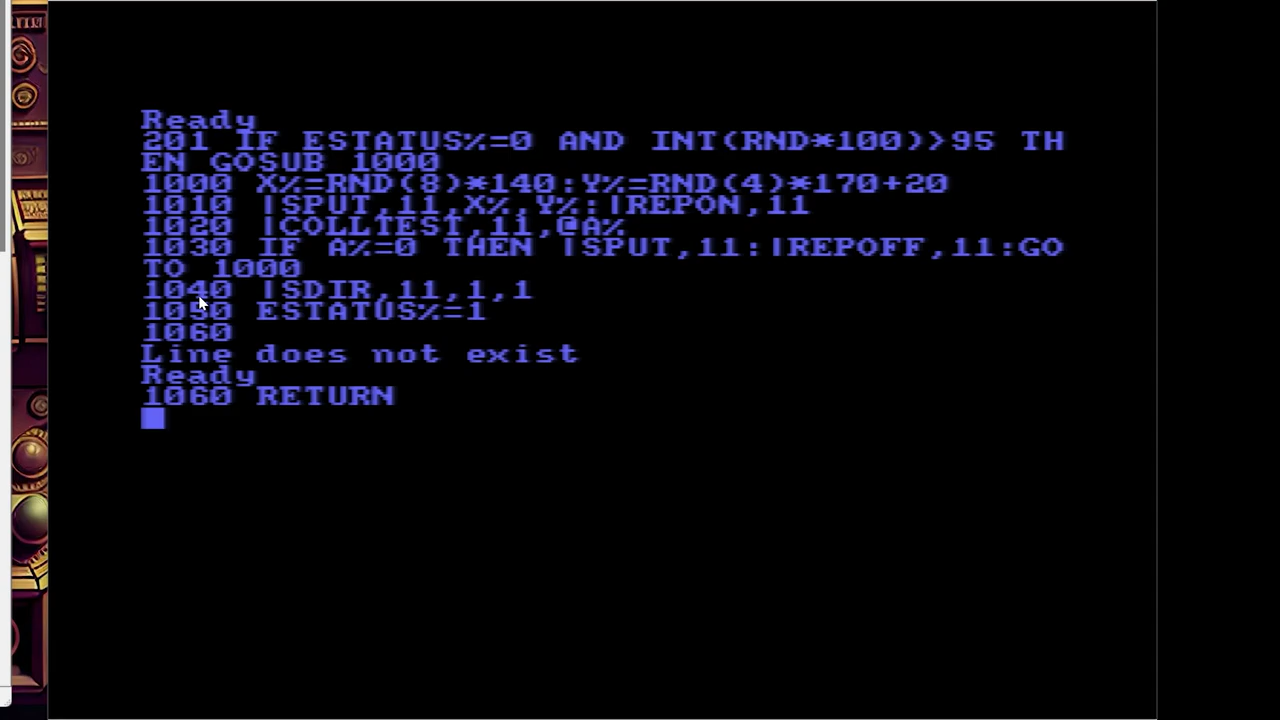 Ready
201 IF ESTATUS%=0 AND INT(RND*100)>95 TH
EN GOSUB 1000
1000 X%=RND(8)*140:Y%=RND(4)*170+20
1010 |SPUT,11,X%,Y%:|REPON,11
1020 |COLLTEST,11,@A%
1030 IF A%=0 THEN |SPUT,11:|REPOFF,11:GO
TO 1000
1040 |SDIR,11,1,1
1050 ESTATUS%=1
1060
Line does not exist
Ready
1060 RETURN